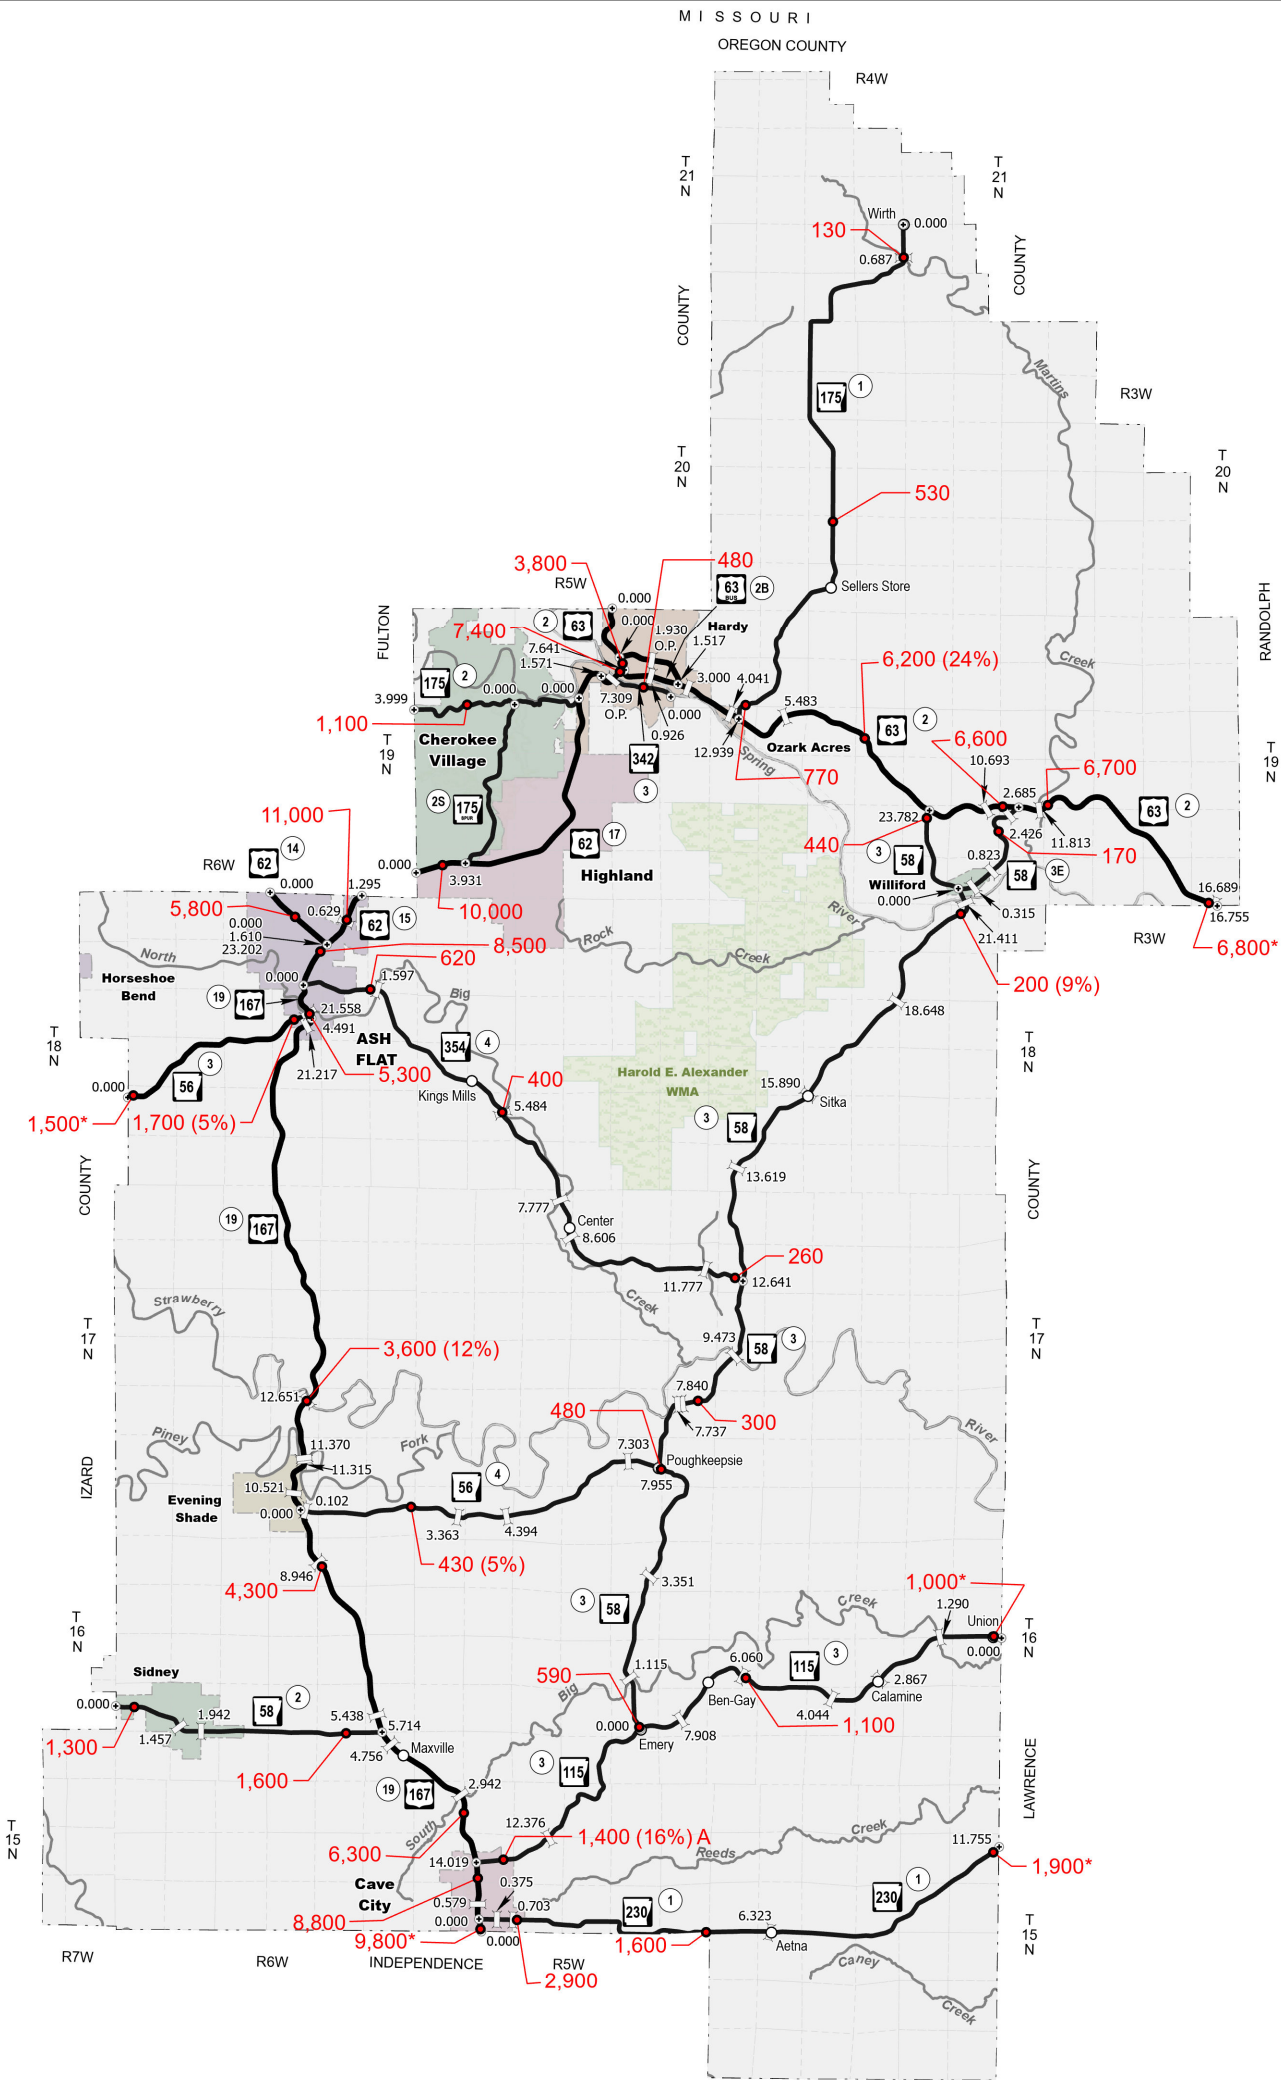 MISSOURI
OREGON COUNTY
R4W
T
21
N
T
21
N
Wirth
0.000
130
0.687
COUNTY
COUNTY
Martins
175
1
R3W
T
20
N
T
20
N
530
3,800
480
R5W
63
BUS
2B
Sellers Store
0.000
FULTON
RANDOLPH
2
63
0.000
1.930
O.P.
Hardy
1.517
7,400
7.641
1.571
Creek
6,200 (24%)
175
2
0.000
0.000
3.000
4.041
3.999
7.309
O.P.
0.000
5.483
1,100
0.926
63
2
6,600
Cherokee
Village
12.939
Ozark Acres
10.693
T
19
N
342
Spring
770
6,700
T
19
N
3
2.685
63
2
2S
175
SPUR
11,000
23.782
2.426
11.813
440
170
14
62
62
17
3
58
0.823
58
3E
R6W
0.000
Highland
Williford
0.000
3.931
0.000
1.295
0.315
16.689
16.755
5,800
0.629
62
15
10,000
River
21.411
R3W
0.000
1.610
23.202
8,500
Rock
6,800*
North
620
Creek
Horseshoe
Bend
0.000
1.597
200 (9%)
19
167
Big
21.558
18.648
4.491
ASH
FLAT
354
4
T
18
N
T
18
N
3
56
21.217
5,300
Harold E. Alexander
WMA
0.000
Kings Mills
400
15.890
1,500*
1,700 (5%)
5.484
Sitka
3
58
COUNTY
COUNTY
13.619
7.777
19
167
Center
8.606
260
11.777
12.641
Strawberry
Creek
T
17
N
T
17
N
9.473
58
3
3,600 (12%)
12.651
7.840
480
300
Piney
Fork
7.737
River
11.370
7.303
Poughkeepsie
11.315
IZARD
56
4
7.955
10.521
Evening
Shade
0.102
0.000
3.363
4.394
430 (5%)
8.946
4,300
3.351
1,000*
3
58
Creek
1.290
T
16
N
Union
T
16
N
0.000
Sidney
1.115
6.060
115
3
590
0.000
58
2
Big
2.867
Ben-Gay
Calamine
1.942
5.438
5.714
0.000
4.044
1,100
1.457
Emery
7.908
1,300
4.756
Maxville
3
115
1,600
19
167
2.942
LAWRENCE
T
15
N
South
12.376
Creek
1,400 (16%) A
11.755
6,300
Reeds
14.019
1,900*
Cave
City
0.375
230
1
0.579
0.703
230
1
8,800
0.000
6.323
T
15
N
9,800*
0.000
1,600
Aetna
R7W
R6W
INDEPENDENCE
R5W
Caney
2,900
Creek